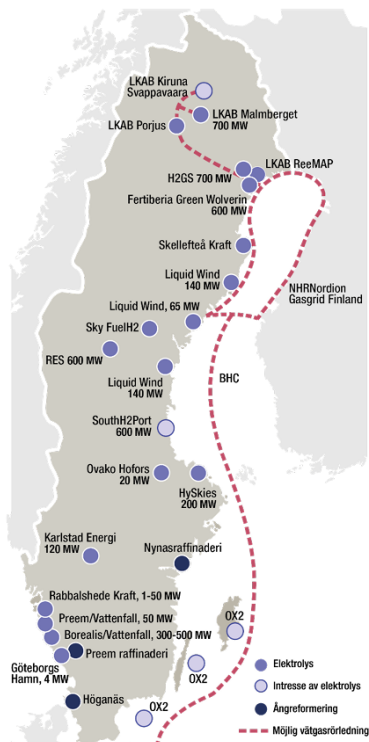 LKAB Kiruna
Svappavaara
LKAB Malmberget
700 MW
LKAB Porjus
LKAB ReeMAP
H2GS 700 MW
Fertiberia Green Wolverin
600 MW
Skellefteå Kraft
Liquid Wind
140 MW
NHRNordion
Gasgrid Finland
Liquid Wind, 65 MW
Sky FuelH2
RES 600 MW
Liquid Wind
140 MW
BHC
SouthH2Port
600 MW
Ovako Hofors
20 MW
HySkies
200 MW
Karlstad Energi
120 MW
Nynasraffinaderi
Rabbalshede Kraft, 1-50 MW
Preem/Vattenfall, 50 MW
Borealis/Vattenfall, 300-500 MW
Preem raffinaderi
Göteborgs
Hamn, 4 MW
Höganäs
OX2
OX2
OX2
Elektrolys
Intresse av elektrolys
Ångreformering
Möjlig vätgasrörledning